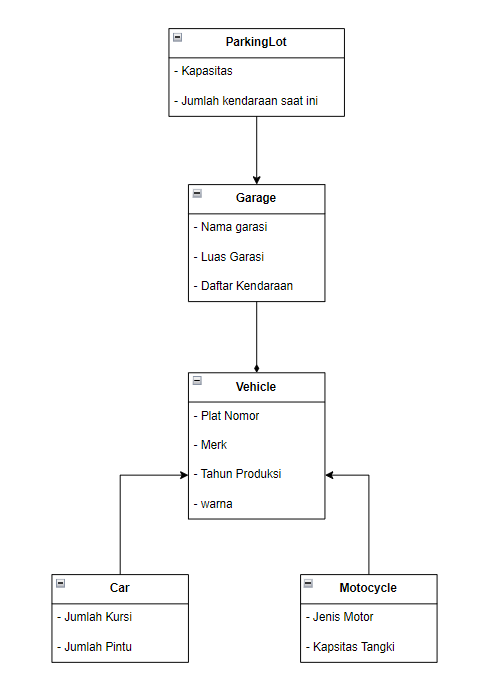 ParkingLot
- Kapasitas
- Jumlah kendaraan saat ini
Garage
- Nama garasi
- Luas Garasi
- Daftar Kendaraan
Vehicle
- Plat Nomor
- Merk
- Tahun Produksi
- warna
Car
- Jumlah Kursi
- Jumlah Pintu
Motocycle
- Jenis Motor
- Kapsitas Tangki